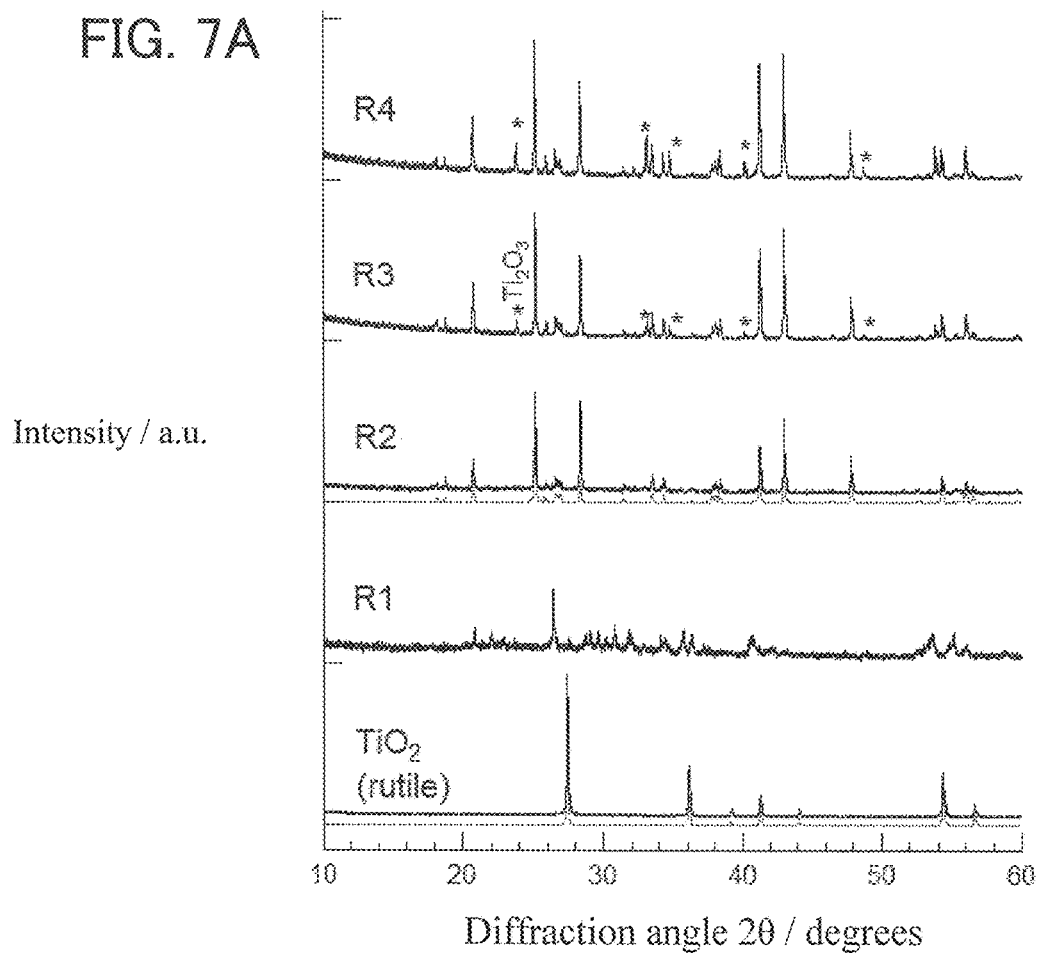 FIG. 7A
R4
* * * * *
R3
Ti₂O₃
* * * * *
Intensity / a.u.
R2
R1
TiO₂
(rutile)
10 20 30 40 50 60
Diffraction angle 2θ / degrees